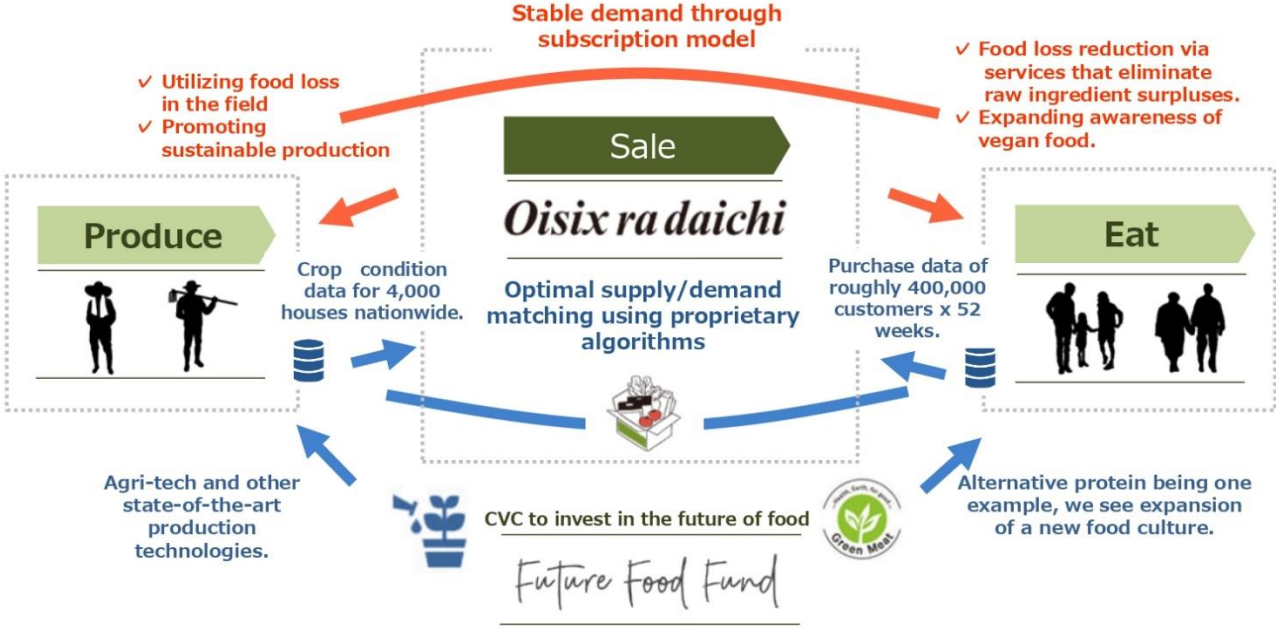 Stable demand through
subscription model
✓ Utilizing food loss
in the field
✓ Promoting
sustainable production
✓ Food loss reduction via
services that eliminate
raw ingredient surpluses.
✓ Expanding awareness of
vegan food.
Produce
Sale
Oisix ra daichi
Eat
Crop condition
data for 4,000
houses nationwide.
Optimal supply/demand
matching using proprietary
algorithms
Purchase data of
roughly 400,000
customers x 52
weeks.
Agri-tech and other
state-of-the-art
production
technologies.
CVC to invest in the future of food
Future Food Fund
Health, Earth, for good
Green Meat
Alternative protein being one
example, we see expansion
of a new food culture.